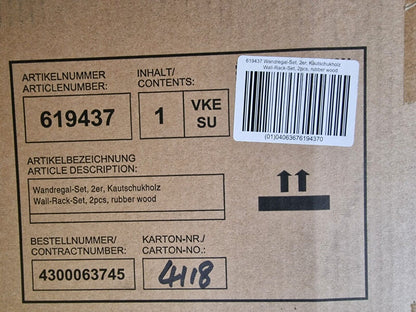 ARTIKELNUMMER
ARTICLENUMBER:
619437
INHALT/
CONTENTS:
1
VKE
SU
619437 Wandregal-Set, 2er, Kautschukholz
Wall-Rack-Set, 2pcs, rubber wood
(01)04063676194370
ARTIKELBEZEICHNUNG
ARTICLE DESCRIPTION:
Wandregal-Set, 2er, Kautschukholz
Wall-Rack-Set, 2pcs, rubber wood
BESTELLNUMMER/
CONTRACTNUMBER:
4300063745
KARTON-NR./
CARTON-NO.:
4118